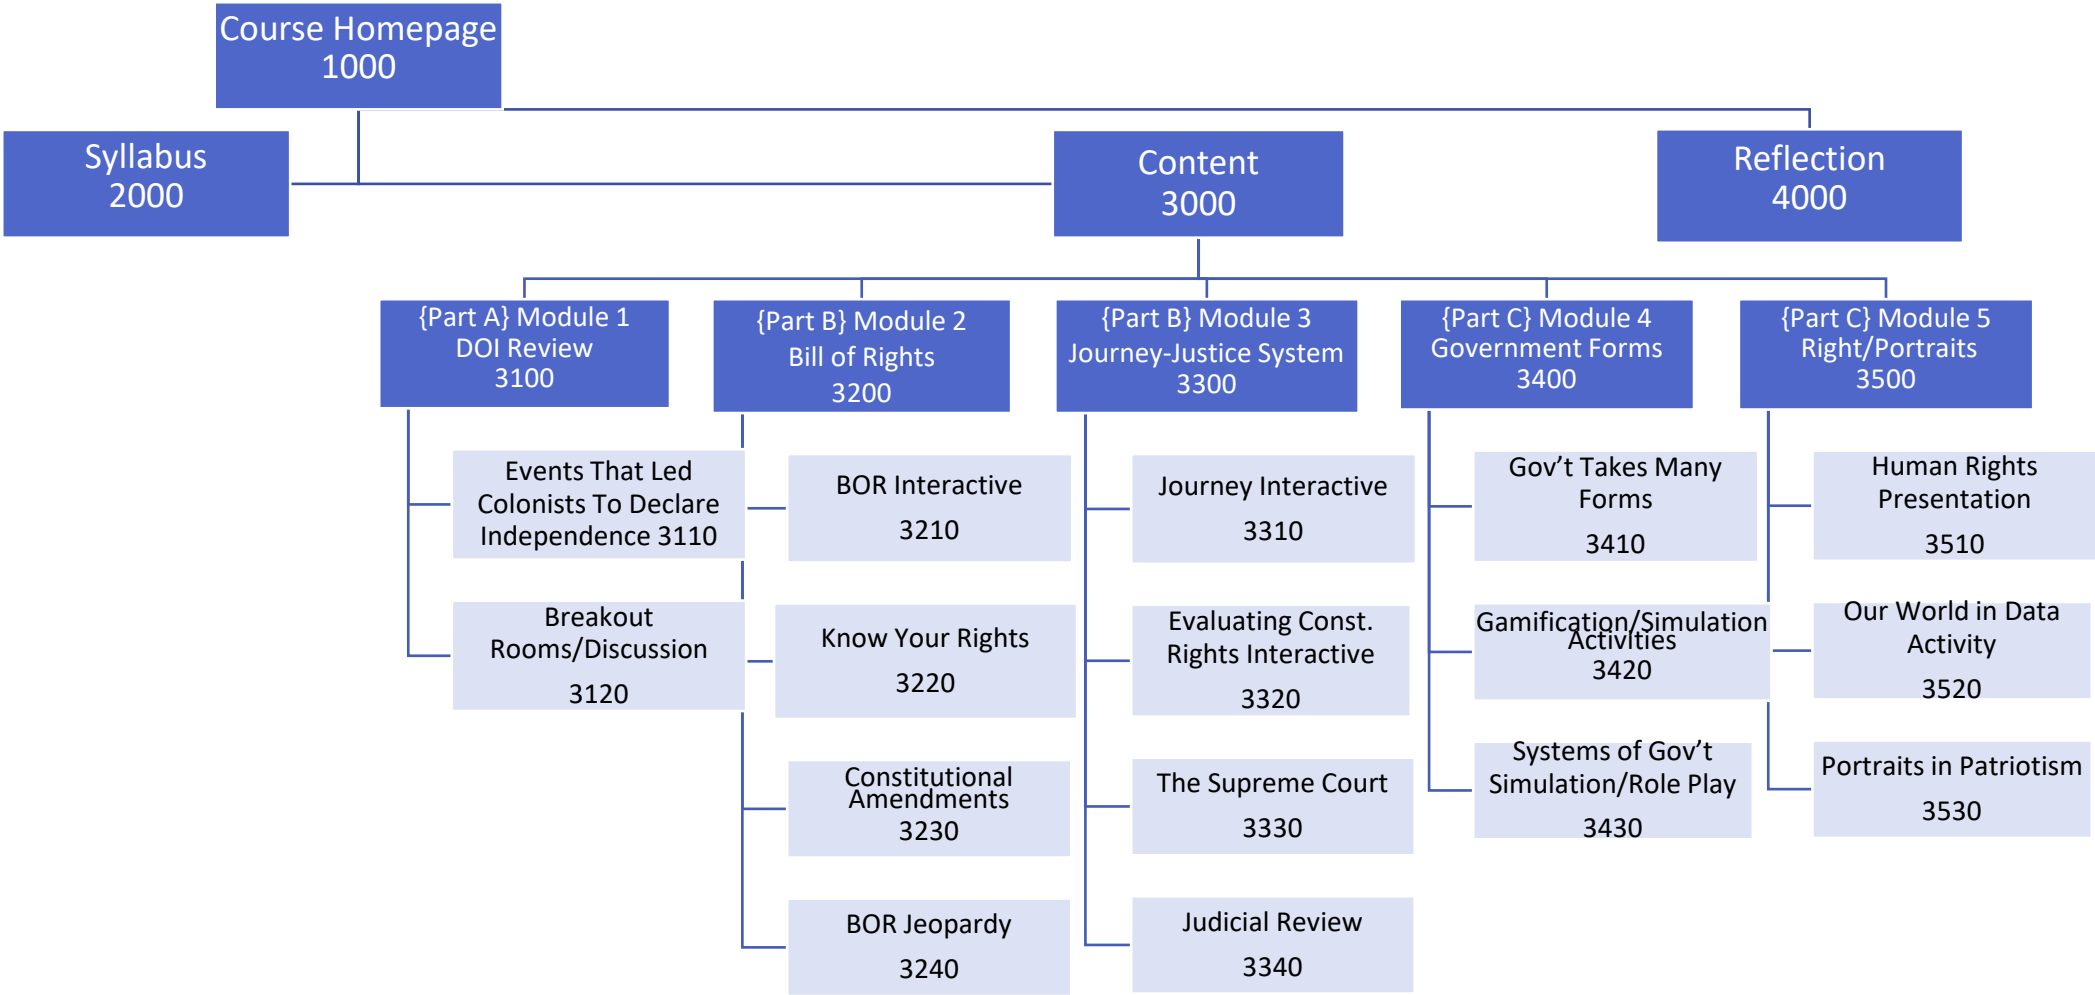 Course Homepage
1000
Syllabus
2000
Content
3000
Reflection
4000
{Part A} Module 1
DOI Review
3100
{Part B} Module 2
Bill of Rights
3200
{Part B} Module 3
Journey-Justice System
3300
{Part C} Module 4
Government Forms
3400
{Part C} Module 5
Right/Portraits
3500
Events That Led
Colonists To Declare
Independence 3110
Breakout
Rooms/Discussion
3120
BOR Interactive
3210
Know Your Rights
3220
Constitutional
Amendments
3230
BOR Jeopardy
3240
Journey Interactive
3310
Evaluating Const.
Rights Interactive
3320
The Supreme Court
3330
Judicial Review
3340
Gov’t Takes Many
Forms
3410
Gamification/Simulation
Activities
3420
Systems of Gov’t
Simulation/Role Play
3430
Human Rights
Presentation
3510
Our World in Data
Activity
3520
Portraits in Patriotism
3530